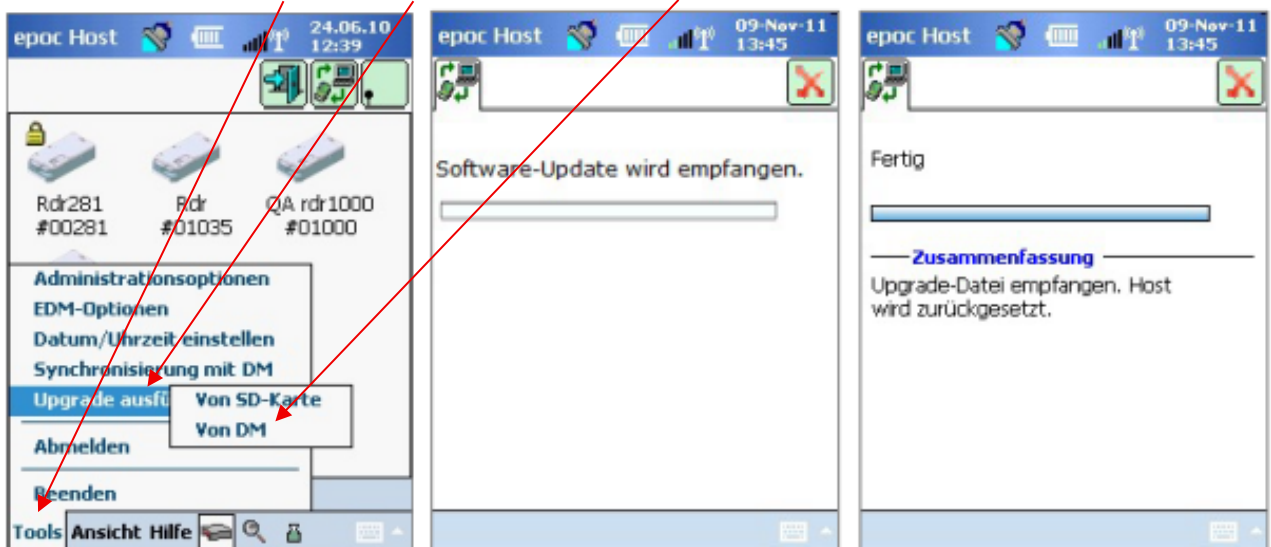 epoc Host
24.06.10
12:39
Rdr281
#00281
Rdr
#01035
QA rdr1000
#01000
Administrationsoptionen
EDM-Optionen
Datum/Uhrzeit einstellen
Synchronisierung mit DM
Upgrade ausfü
Von SD-Karte
Von DM
Abmelden
Beenden
Tools Ansicht Hilfe
epoc Host
09-Nov-11
13:45
Software-Update wird empfangen.
epoc Host
09-Nov-11
13:45
Fertig
Zusammenfassung
Upgrade-Datei empfangen. Host
wird zurückgesetzt.